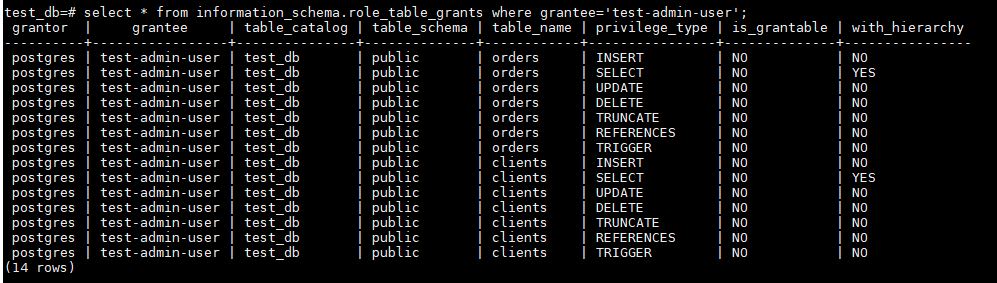 test_db=# select * from information_schema.role_table_grants where grantee='test-admin-user';
 grantor  |     grantee     | table_catalog | table_schema | table_name | privilege_type | is_grantable | with_hierarchy
----------+-----------------+---------------+--------------+------------+----------------+--------------+----------------
 postgres | test-admin-user | test_db       | public       | orders     | INSERT         | NO           | NO
 postgres | test-admin-user | test_db       | public       | orders     | SELECT         | NO           | YES
 postgres | test-admin-user | test_db       | public       | orders     | UPDATE         | NO           | NO
 postgres | test-admin-user | test_db       | public       | orders     | DELETE         | NO           | NO
 postgres | test-admin-user | test_db       | public       | orders     | TRUNCATE       | NO           | NO
 postgres | test-admin-user | test_db       | public       | orders     | REFERENCES     | NO           | NO
 postgres | test-admin-user | test_db       | public       | orders     | TRIGGER        | NO           | NO
 postgres | test-admin-user | test_db       | public       | clients    | INSERT         | NO           | NO
 postgres | test-admin-user | test_db       | public       | clients    | SELECT         | NO           | YES
 postgres | test-admin-user | test_db       | public       | clients    | UPDATE         | NO           | NO
 postgres | test-admin-user | test_db       | public       | clients    | DELETE         | NO           | NO
 postgres | test-admin-user | test_db       | public       | clients    | TRUNCATE       | NO           | NO
 postgres | test-admin-user | test_db       | public       | clients    | REFERENCES     | NO           | NO
 postgres | test-admin-user | test_db       | public       | clients    | TRIGGER        | NO           | NO
(14 rows)